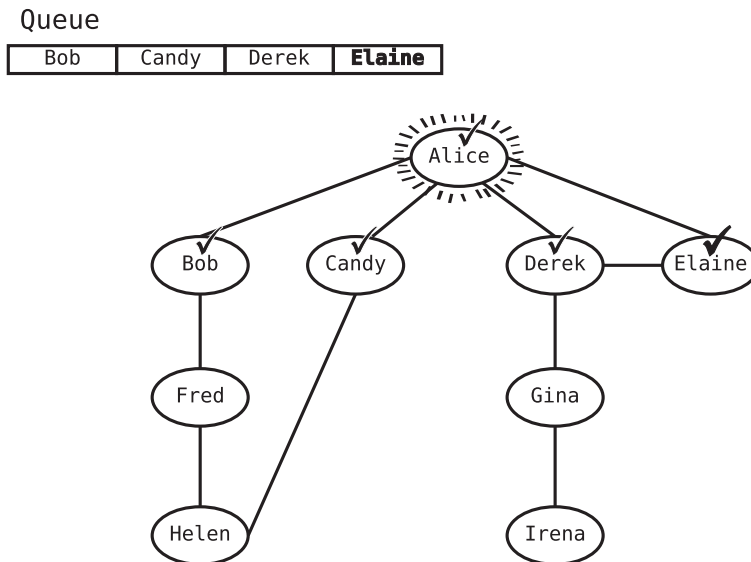 Queue
Bob Candy Derek Elaine
Alice
Bob Candy Derek Elaine
Fred Gina
Helen Irena